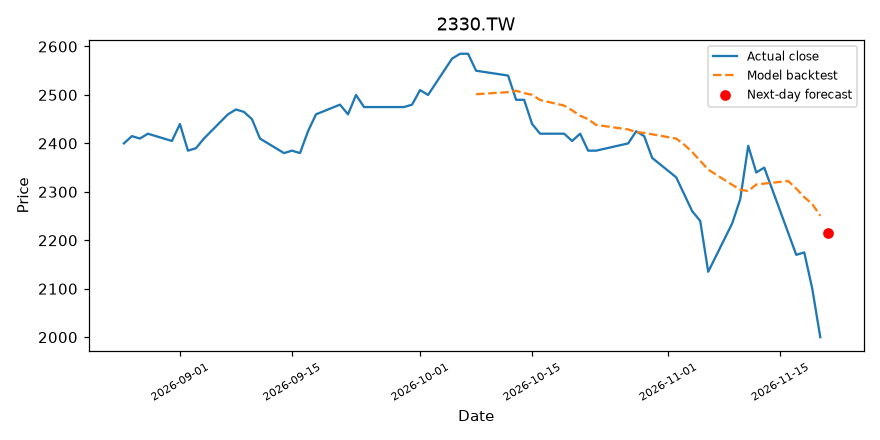 2330.TW
Actual close
Model backtest
Next-day forecast
Price
2600
2500
2400
2300
2200
2100
2000
2026-09-01
2026-09-15
2026-10-01
2026-10-15
2026-11-01
2026-11-15
Date